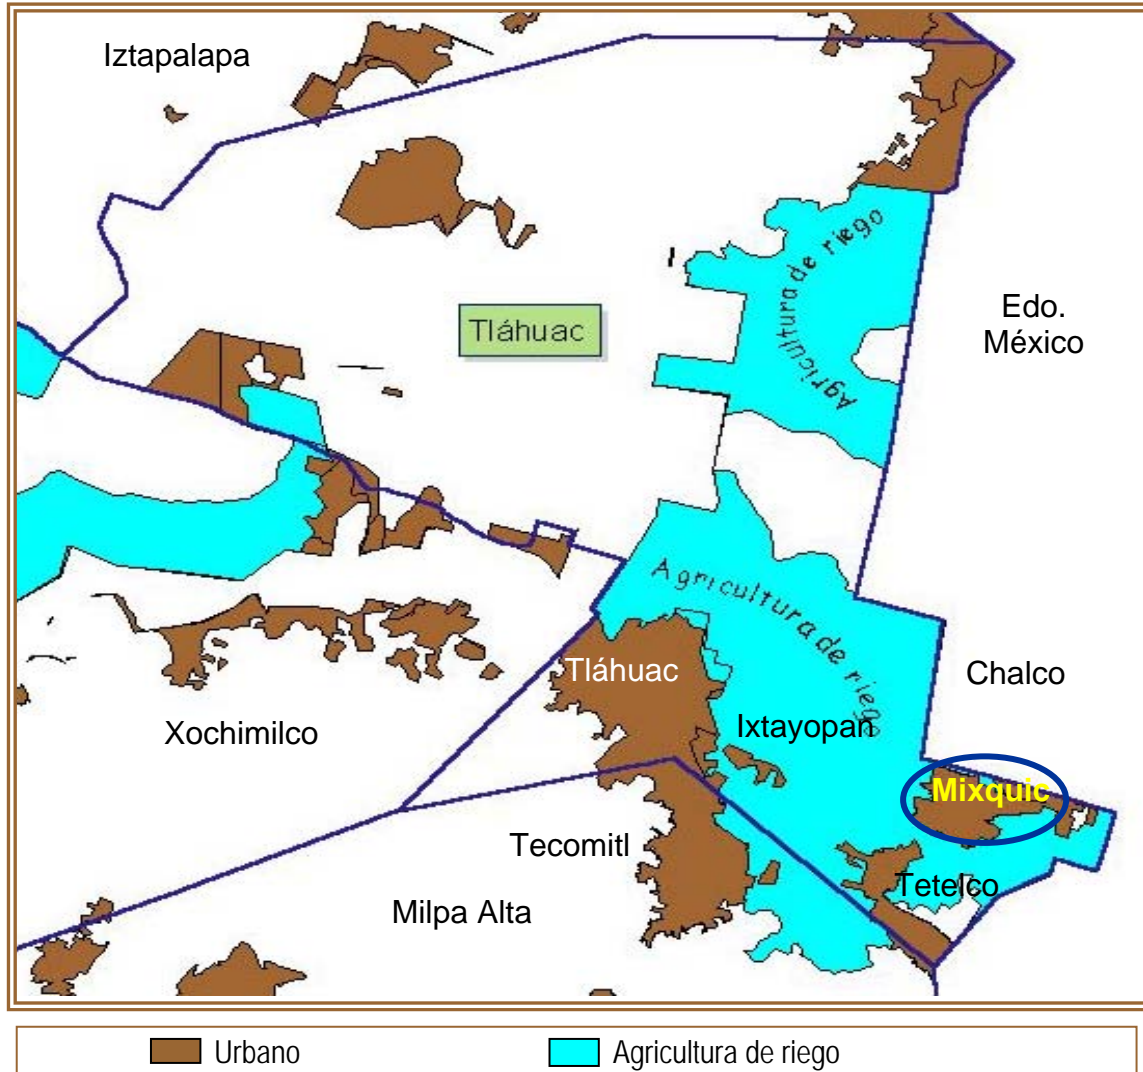 Iztapalapa
Agricultura de riego
Edo.
México
Tláhuac
Agricultura de riego
Tláhuac
Chalco
Ixtayopan
Xochimilco
Mixquic
Tecomitl
Tetelco
Milpa Alta
Urbano
Agricultura de riego